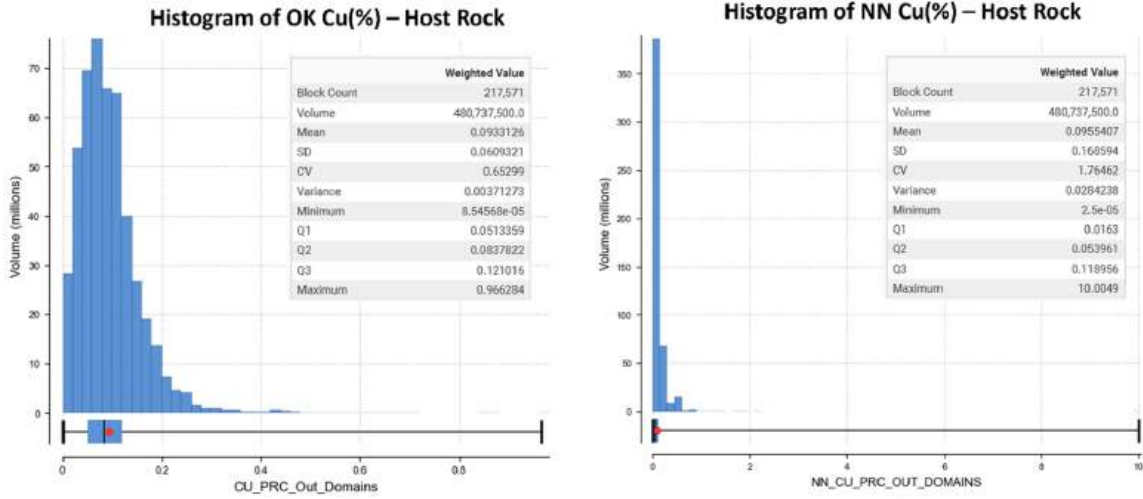 Histogram of OK Cu(%) – Host Rock
Weighted Value
Block Count 217,571
Volume 480,737,500.0
Mean 0.0933126
SD 0.0609321
CV 0.65299
Variance 0.00371273
Minimum 8.54568e-05
Q1 0.0513359
Q2 0.0837822
Q3 0.121016
Maximum 0.966284
Volume (millions)
70
60
50
40
30
20
10
0
0 0.2 0.4 0.6 0.8
CU_PRC_Out_Domains
Histogram of NN Cu(%) – Host Rock
Weighted Value
Block Count 217,571
Volume 480,737,500.0
Mean 0.0955407
SD 0.168594
CV 1.76462
Variance 0.0284238
Minimum 2.5e-05
Q1 0.0163
Q2 0.053961
Q3 0.118956
Maximum 10.0049
Volume (millions)
350
300
250
200
150
100
50
0
0 2 4 6 8 10
NN_CU_PRC_OUT_DOMAINS